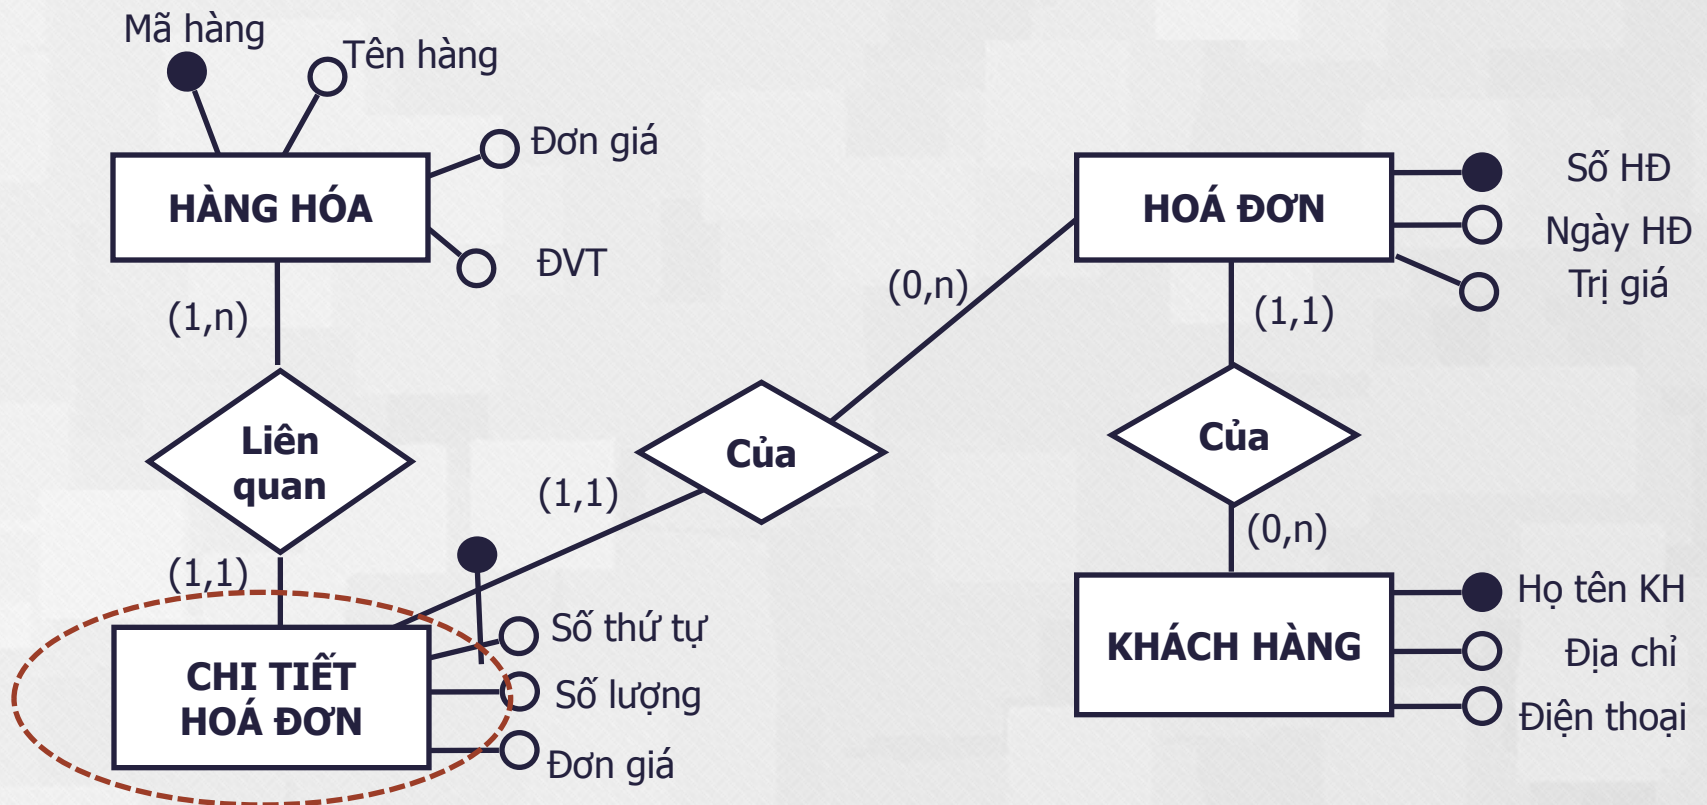 Mã hàng
Tên hàng
Đơn giá
HÀNG HÓA
ĐVT
(1,n)
Liên
quan
(1,1)
CHI TIẾT
HOÁ ĐƠN
Số thứ tự
Số lượng
Đơn giá
(1,1)
Của
(0,n)
HOÁ ĐƠN
Số HĐ
Ngày HĐ
Trị giá
(1,1)
Của
(0,n)
KHÁCH HÀNG
Họ tên KH
Địa chỉ
Điện thoại